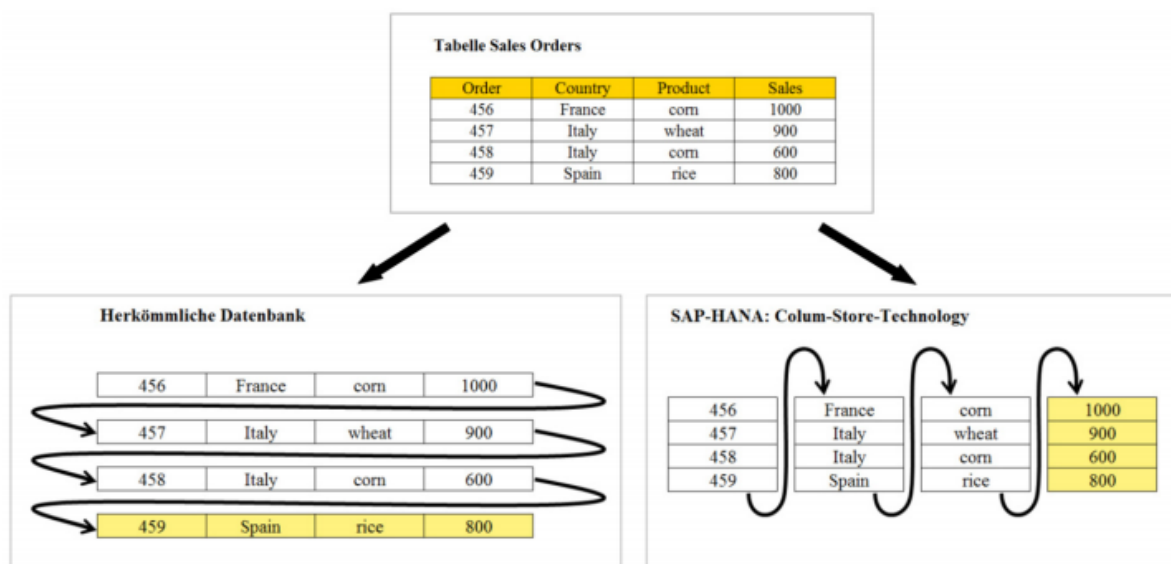 Tabelle Sales Orders
Order Country Product Sales
456 France corn 1000
457 Italy wheat 900
458 Italy corn 600
459 Spain rice 800
Herkömmliche Datenbank
456 France corn 1000
457 Italy wheat 900
458 Italy corn 600
459 Spain rice 800
SAP-HANA: Colum-Store-Technology
456 France corn 1000
457 Italy wheat 900
458 Italy corn 600
459 Spain rice 800